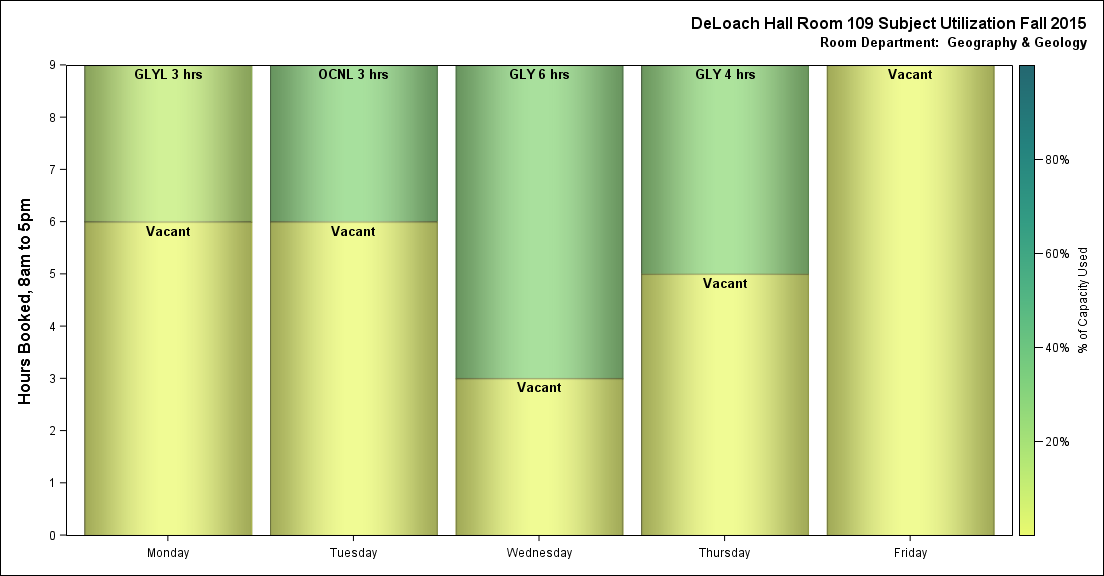 DeLoach Hall Room 109 Subject Utilization Fall 2015
Room Department: Geography & Geology
Hours Booked, 8am to 5pm
9
8
7
6
5
4
3
2
1
0
GLYL 3 hrs
Vacant
OCNL 3 hrs
Vacant
GLY 6 hrs
Vacant
GLY 4 hrs
Vacant
Vacant
Monday
Tuesday
Wednesday
Thursday
Friday
80%
60%
40%
20%
% of Capacity Used